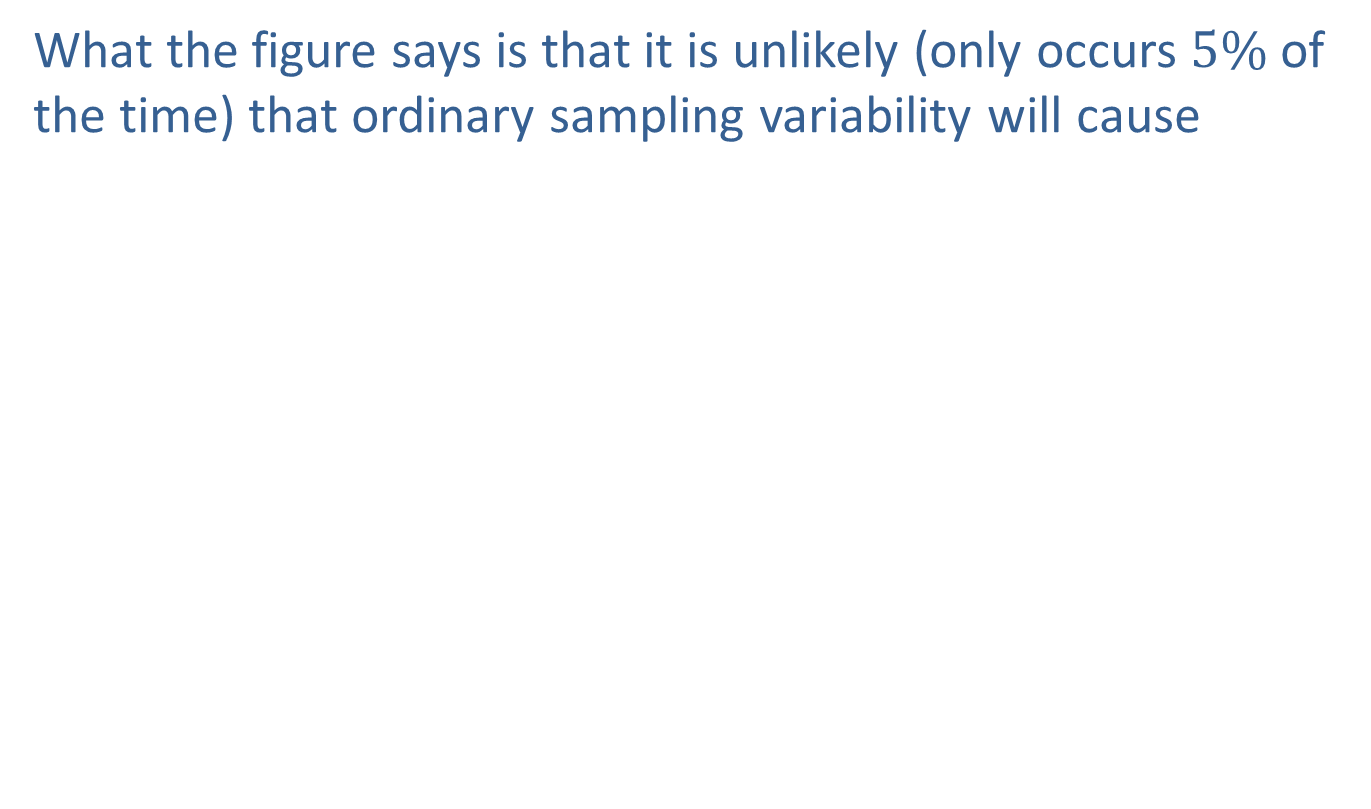 What the figure says is that it is unlikely (only occurs 5% of
the time) that ordinary sampling variability will cause